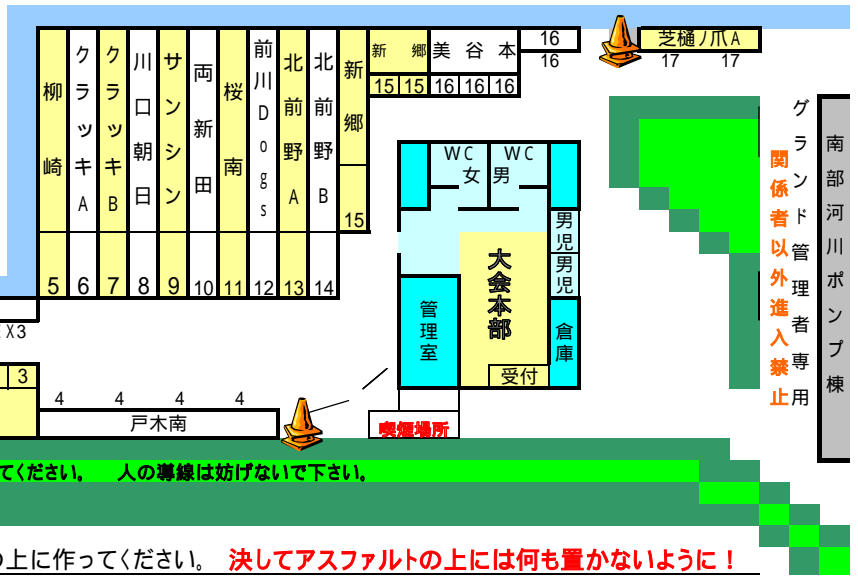 柳崎
5
クラッキA
6
クラッキB
7
川口朝日
8
サンシン
9
両新田
10
桜南
11
前川Dogs
12
北前野A
13
北前野B
14
新郷
15
新郷
15 15
美谷本
16 16 16
16
16
芝樋ノ爪A
17 17
WC
女
WC
男
男児
男児
大会本部
管理室
倉庫
受付
喫煙場所
グランド管理者専用
関係者以外進入禁止
南部河川ポンプ棟
X3
3
4 4 4 4
戸木南
てください。 人の導線は妨げないで下さい。
の上に作ってください。 決してアスファルトの上には何も置かないように！